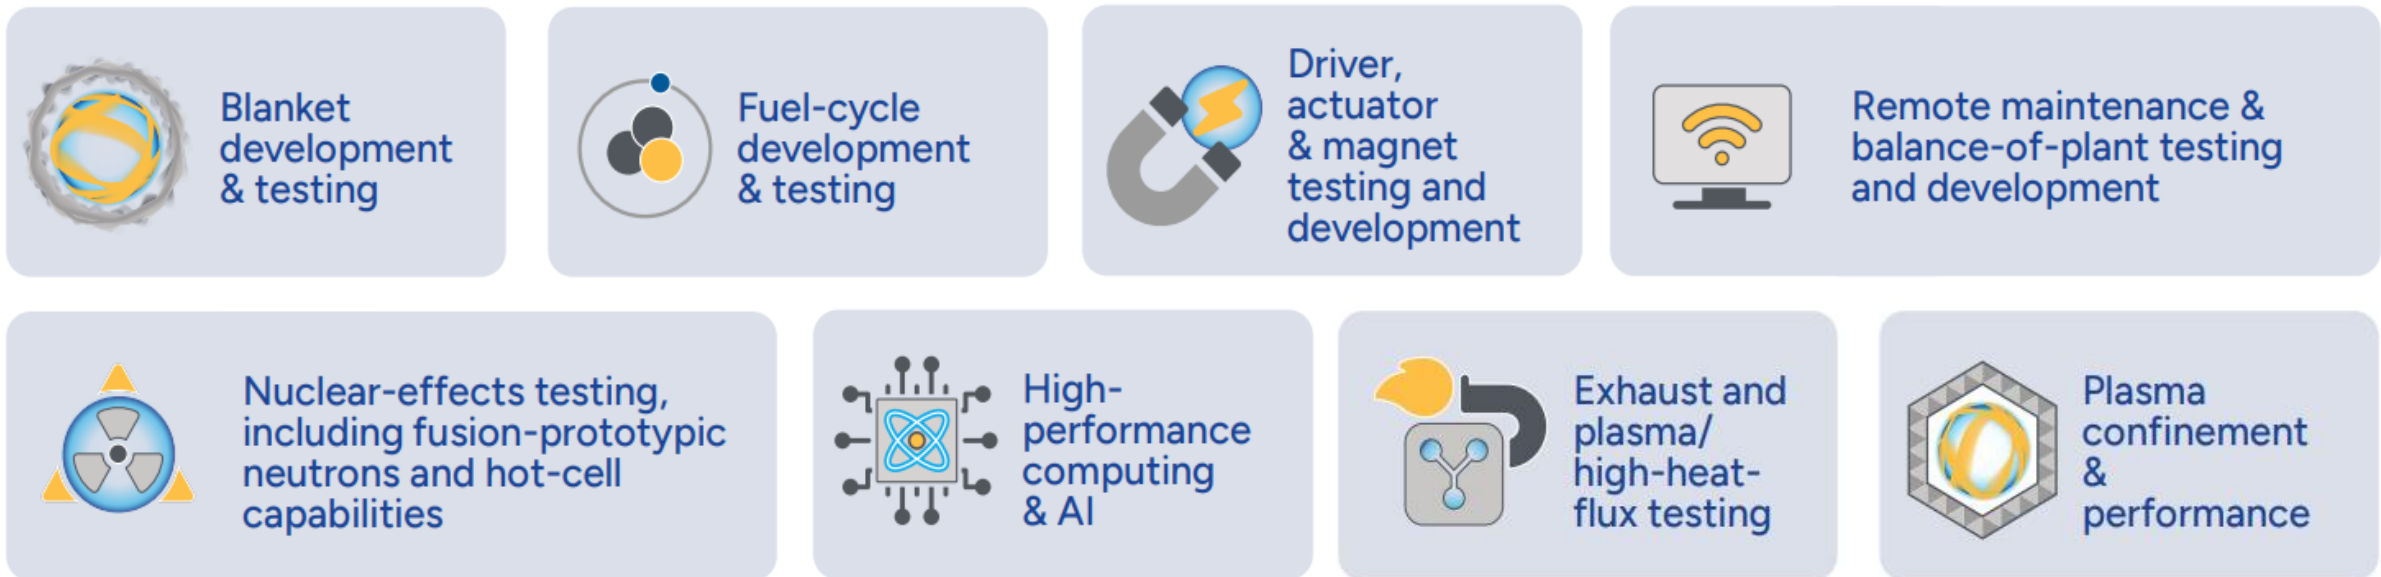 Blanket
development
& testing
Fuel-cycle
development
& testing
Driver,
actuator
& magnet
testing and
development
Remote maintenance &
balance-of-plant testing
and development
Nuclear-effects testing,
including fusion-prototypic
neutrons and hot-cell
capabilities
High-
performance
computing
& AI
Exhaust and
plasma/
high-heat-
flux testing
Plasma
confinement
&
performance